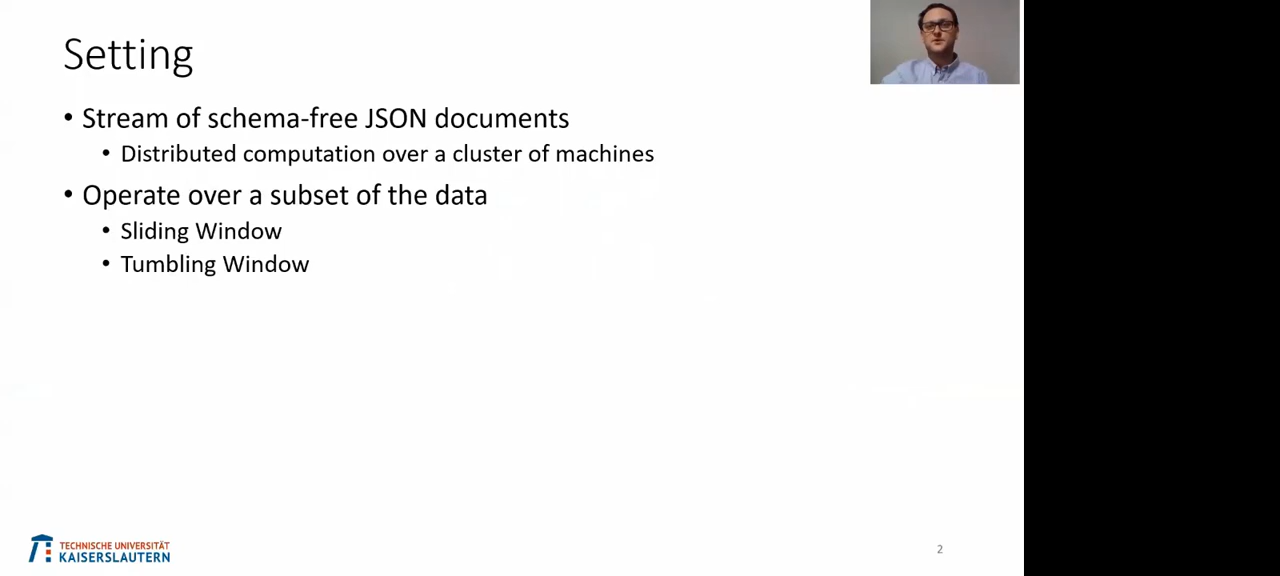 Setting
• Stream of schema-free JSON documents
• Distributed computation over a cluster of machines
• Operate over a subset of the data
• Sliding Window
• Tumbling Window
TECHNISCHE UNIVERSITÄT
KAISERSLAUTERN
2